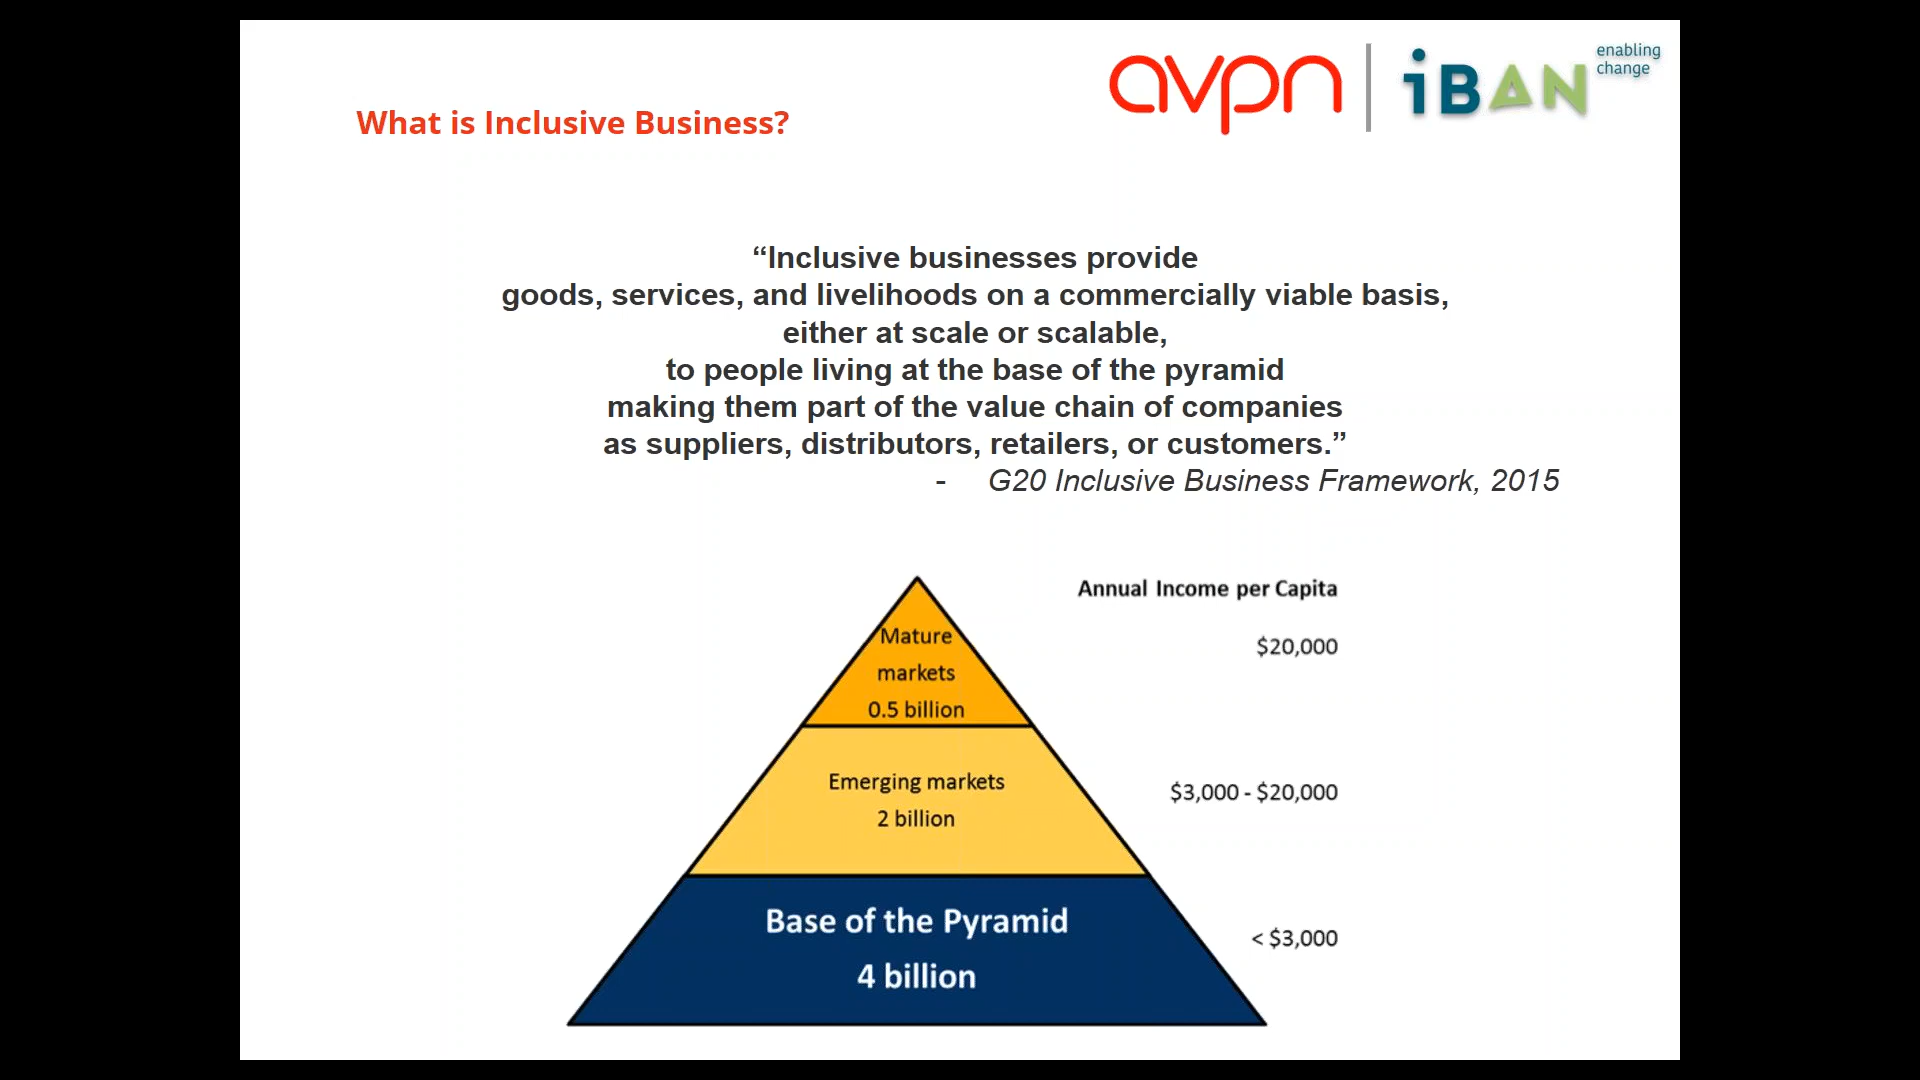 avpn
iBAN
enabling
change
What is Inclusive Business?
“Inclusive businesses provide
goods, services, and livelihoods on a commercially viable basis,
either at scale or scalable,
to people living at the base of the pyramid
making them part of the value chain of companies
as suppliers, distributors, retailers, or customers.”
- G20 Inclusive Business Framework, 2015
Annual Income per Capita
Mature
markets
0.5 billion
$20,000
Emerging markets
2 billion
$3,000 - $20,000
Base of the Pyramid
4 billion
< $3,000